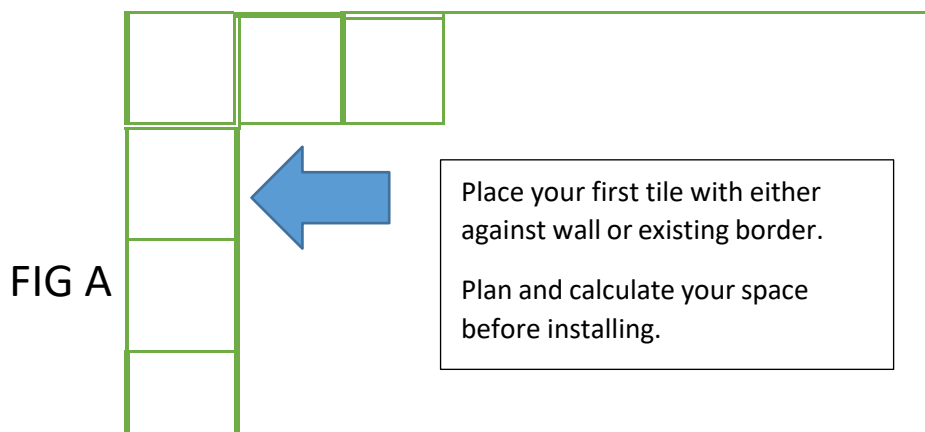 Place your first tile with either
against wall or existing border.
Plan and calculate your space
before installing.
FIG A